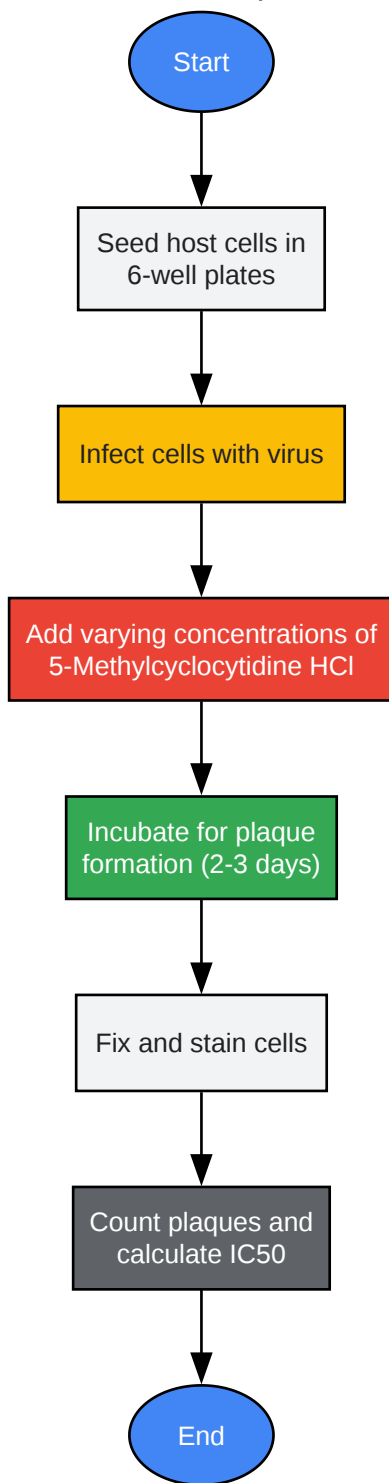 Start
Seed host cells in
6-well plates
Infect cells with virus
Add varying concentrations of
5-Methylcyclocytidine HCl
Incubate for plaque
formation (2-3 days)
Fix and stain cells
Count plaques and
calculate IC50
End